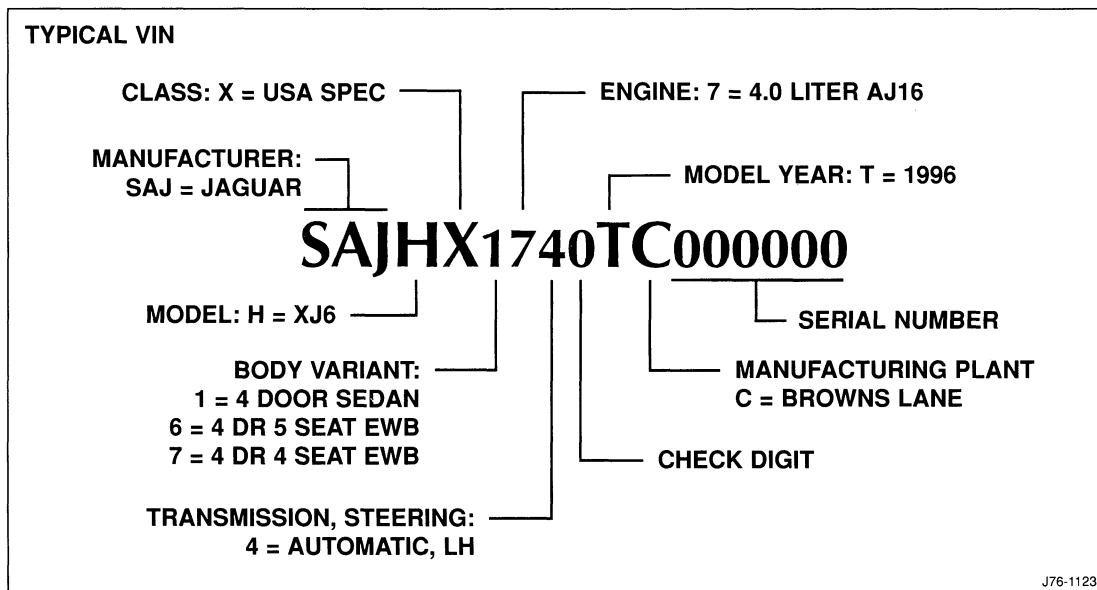 TYPICAL VIN
CLASS: X = USA SPEC
ENGINE: 7 = 4.0 LITER AJ16
MANUFACTURER:
SAJ = JAGUAR
MODEL YEAR: T = 1996
SAJHX1740TC000000
MODEL: H = XJ6
SERIAL NUMBER
BODY VARIANT:
1 = 4 DOOR SEDAN
6 = 4 DR 5 SEAT EWB
7 = 4 DR 4 SEAT EWB
MANUFACTURING PLANT
C = BROWNS LANE
CHECK DIGIT
TRANSMISSION, STEERING:
4 = AUTOMATIC, LH
J76-1123